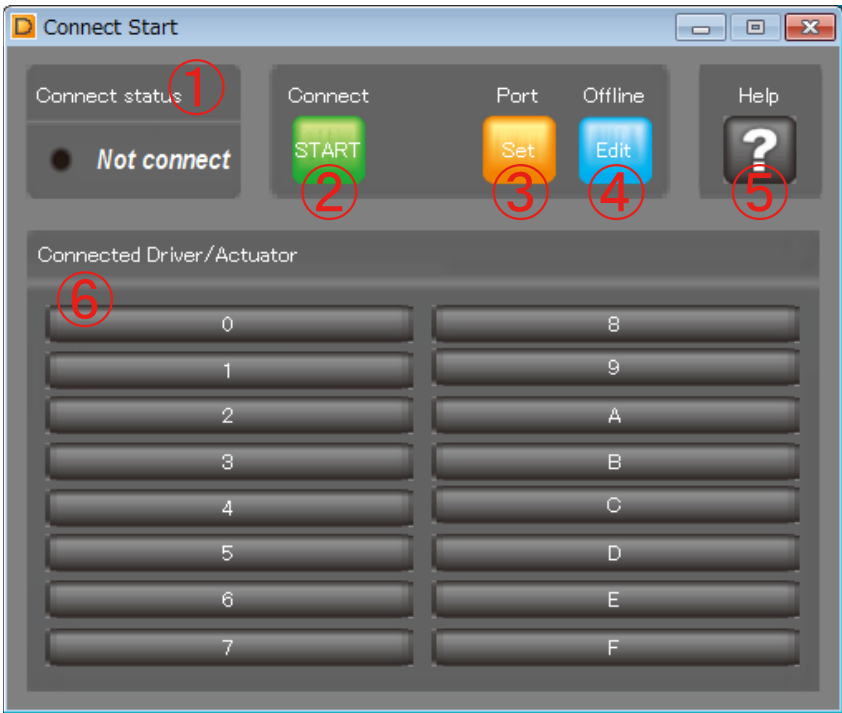 D Connect Start
Connect status ①
Not connect
Connect Port Offline Help
START Set Edit ?
② ③ ④ ⑤
Connected Driver/Actuator
⑥
0 8
1 9
2 A
3 B
4 C
5 D
6 E
7 F